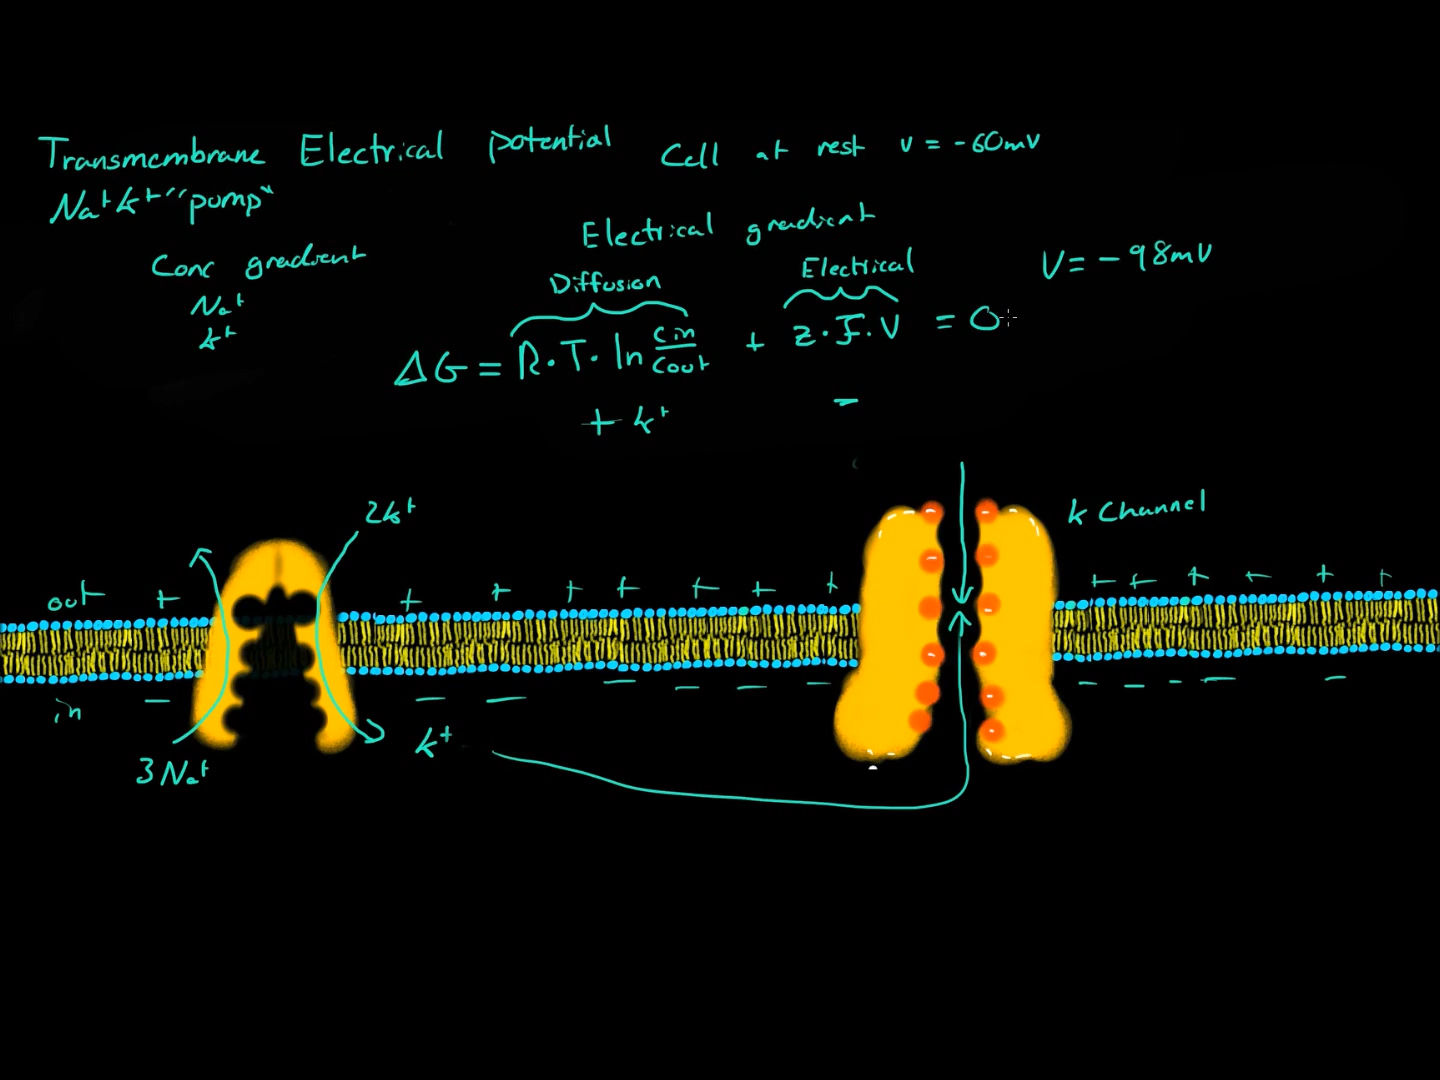 Transmembrane Electrical potential Cell at rest V = -60mV
Na+ K+ "pump"
Electrical gradient
Conc gradient
Diffusion
Electrical
V = -98mV
Na+
K+
ΔG = R·T·ln Cin/Cout + z·F·V = 0
+ K+ -
2K+
K Channel
out + + + + + + + + + + + + + +
in - - - - - - - - - - - -
K+
3Na+